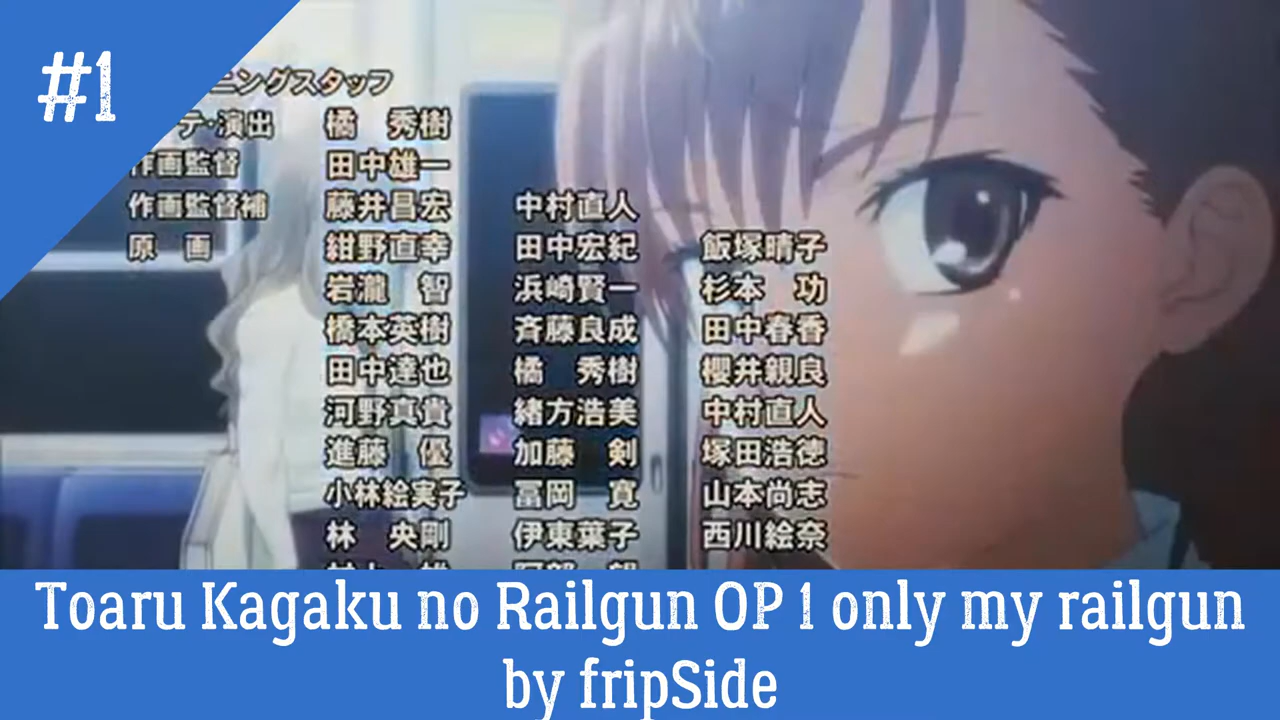 #1
ニングスタッフ
テ・演出 橘 秀樹
作画監督 田中雄一
作画監督補 藤井昌宏 中村直人
原 画 紺野直幸 田中宏紀 飯塚晴子
岩瀧 智 浜崎賢一 杉本 功
橋本英樹 斉藤良成 田中春香
田中達也 橘 秀樹 櫻井親良
河野真貴 緒方浩美 中村直人
進藤 優 加藤 剣 塚田浩徳
小林絵実子 冨岡 寛 山本尚志
林 央剛 伊東葉子 西川絵奈
Toaru Kagaku no Railgun OP 1 only my railgun
by fripSide